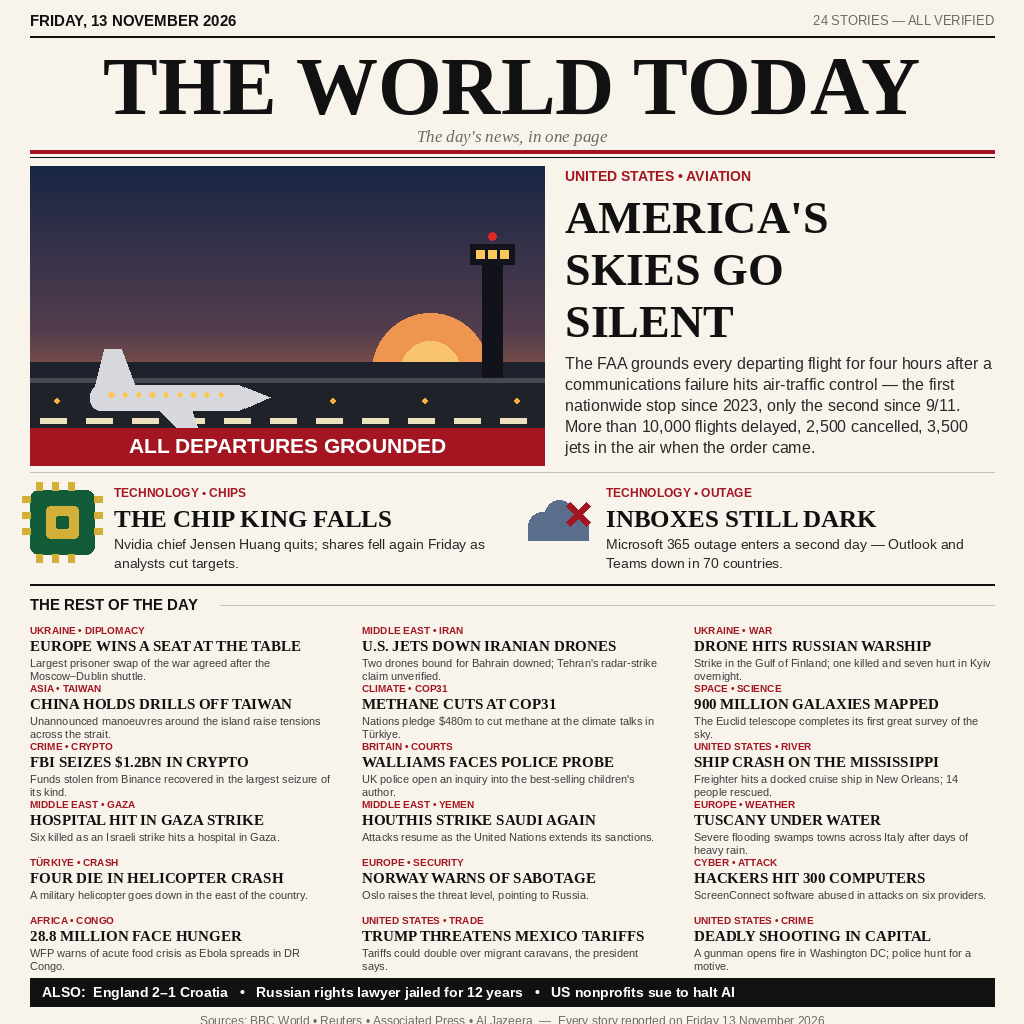 FRIDAY, 13 NOVEMBER 2026
24 STORIES — ALL VERIFIED
THE WORLD TODAY
The day's news, in one page
ALL DEPARTURES GROUNDED
UNITED STATES • AVIATION
AMERICA'S
SKIES GO
SILENT
The FAA grounds every departing flight for four hours after a
communications failure hits air-traffic control — the first
nationwide stop since 2023, only the second since 9/11.
More than 10,000 flights delayed, 2,500 cancelled, 3,500
jets in the air when the order came.
TECHNOLOGY • CHIPS
THE CHIP KING FALLS
Nvidia chief Jensen Huang quits; shares fell again Friday as
analysts cut targets.
TECHNOLOGY • OUTAGE
INBOXES STILL DARK
Microsoft 365 outage enters a second day — Outlook and
Teams down in 70 countries.
THE REST OF THE DAY
UKRAINE • DIPLOMACY
EUROPE WINS A SEAT AT THE TABLE
Largest prisoner swap of the war agreed after the
Moscow–Dublin shuttle.
MIDDLE EAST • IRAN
U.S. JETS DOWN IRANIAN DRONES
Two drones bound for Bahrain downed; Tehran's radar-strike
claim unverified.
UKRAINE • WAR
DRONE HITS RUSSIAN WARSHIP
Strike in the Gulf of Finland; one killed and seven hurt in Kyiv
overnight.
ASIA • TAIWAN
CHINA HOLDS DRILLS OFF TAIWAN
Unannounced manoeuvres around the island raise tensions
across the strait.
CLIMATE • COP31
METHANE CUTS AT COP31
Nations pledge $480m to cut methane at the climate talks in
Türkiye.
SPACE • SCIENCE
900 MILLION GALAXIES MAPPED
The Euclid telescope completes its first great survey of the
sky.
CRIME • CRYPTO
FBI SEIZES $1.2BN IN CRYPTO
Funds stolen from Binance recovered in the largest seizure of
its kind.
BRITAIN • COURTS
WALLIAMS FACES POLICE PROBE
UK police open an inquiry into the best-selling children's
author.
UNITED STATES • RIVER
SHIP CRASH ON THE MISSISSIPPI
Freighter hits a docked cruise ship in New Orleans; 14
people rescued.
MIDDLE EAST • GAZA
HOSPITAL HIT IN GAZA STRIKE
Six killed as an Israeli strike hits a hospital in Gaza.
MIDDLE EAST • YEMEN
HOUTHIS STRIKE SAUDI AGAIN
Attacks resume as the United Nations extends its sanctions.
EUROPE • WEATHER
TUSCANY UNDER WATER
Severe flooding swamps towns across Italy after days of
heavy rain.
TÜRKIYE • CRASH
FOUR DIE IN HELICOPTER CRASH
A military helicopter goes down in the east of the country.
EUROPE • SECURITY
NORWAY WARNS OF SABOTAGE
Oslo raises the threat level, pointing to Russia.
CYBER • ATTACK
HACKERS HIT 300 COMPUTERS
ScreenConnect software abused in attacks on six providers.
AFRICA • CONGO
28.8 MILLION FACE HUNGER
WFP warns of acute food crisis as Ebola spreads in DR
Congo.
UNITED STATES • TRADE
TRUMP THREATENS MEXICO TARIFFS
Tariffs could double over migrant caravans, the president
says.
UNITED STATES • CRIME
DEADLY SHOOTING IN CAPITAL
A gunman opens fire in Washington DC; police hunt for a
motive.
ALSO: England 2–1 Croatia • Russian rights lawyer jailed for 12 years • US nonprofits sue to halt AI
Sources: BBC World • Reuters • Associated Press • Al Jazeera — Every story reported on Friday 13 November 2026